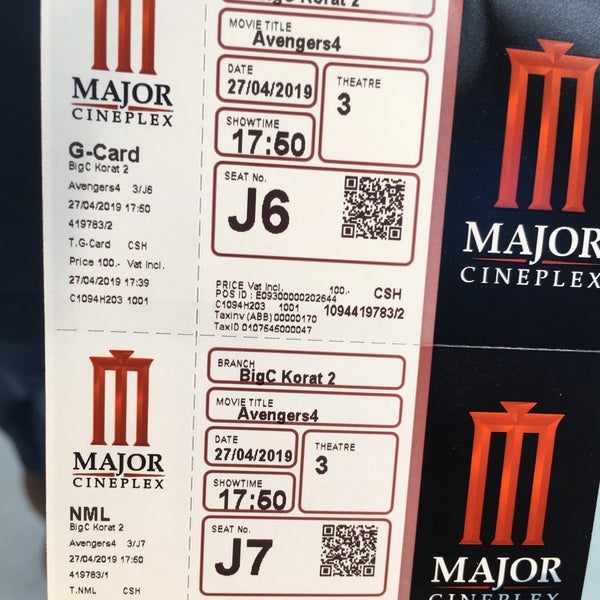 BigC Korat 2
MOVIE TITLE
Avengers4
DATE
27/04/2019
THEATRE
3
SHOWTIME
17:50
SEAT No.
J6
PRICE Vat Incl. 100.- CSH
POS ID : E09300000202644
C1094H203 1001 1094419783/2
TaxInv (ABB) 00000170
TaxID 0107545000047
MAJOR
CINEPLEX
G-Card
BigC Korat 2
Avengers4 3/J6
27/04/2019 17:50
419783/2
T.G-Card CSH
Price 100.- Vat Incl.
27/04/2019 17:39
C1094H203 1001
MAJOR
CINEPLEX
BRANCH
BigC Korat 2
MOVIE TITLE
Avengers4
DATE
27/04/2019
THEATRE
3
SHOWTIME
17:50
SEAT No.
J7
MAJOR
CINEPLEX
NML
BigC Korat 2
Avengers4 3/J7
27/04/2019 17:50
419783/1
T.NML CSH
MAJOR
CINEPLEX